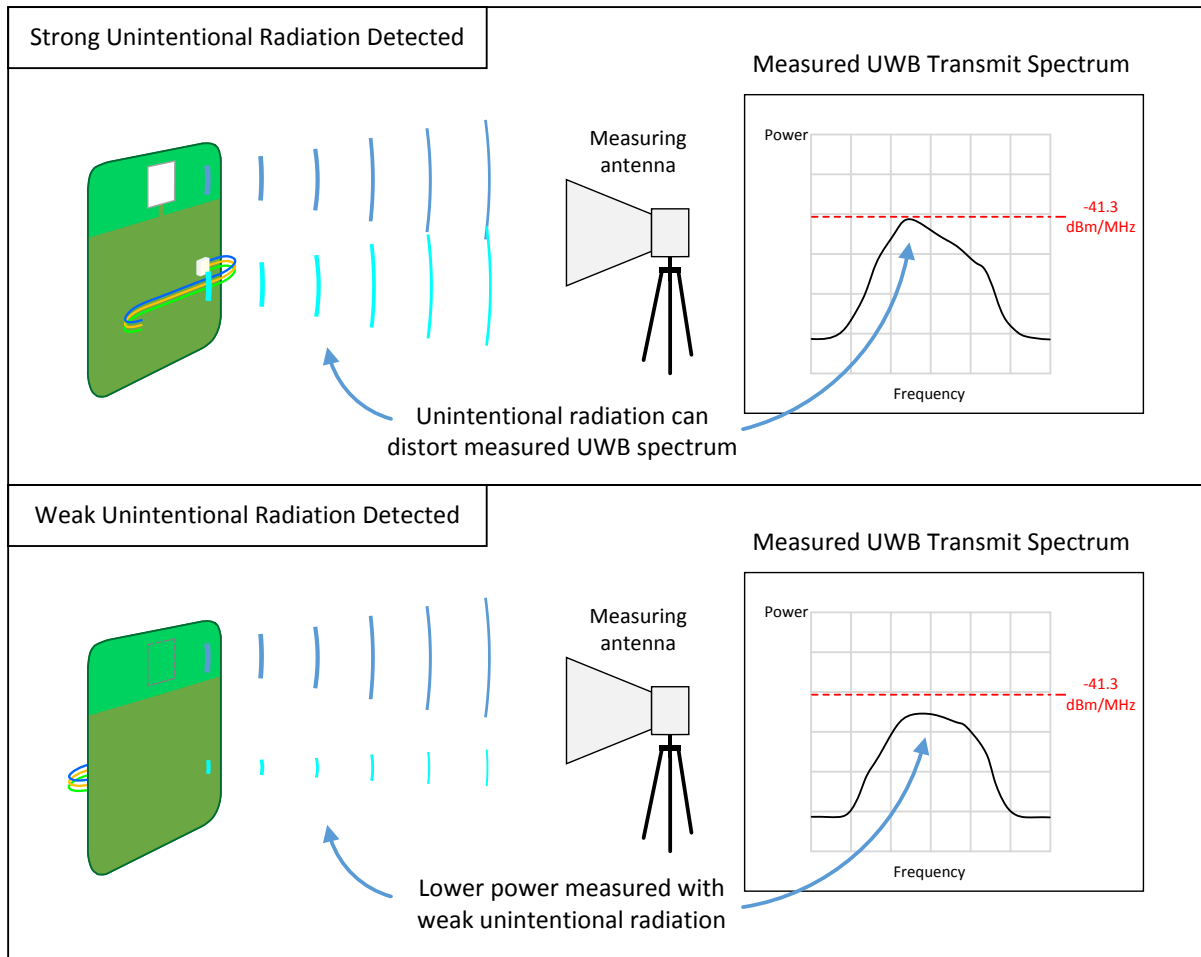 Strong Unintentional Radiation Detected
Measured UWB Transmit Spectrum
Measuring
antenna
Power
-41.3
dBm/MHz
Frequency
Unintentional radiation can
distort measured UWB spectrum
Weak Unintentional Radiation Detected
Measured UWB Transmit Spectrum
Measuring
antenna
Power
-41.3
dBm/MHz
Frequency
Lower power measured with
weak unintentional radiation